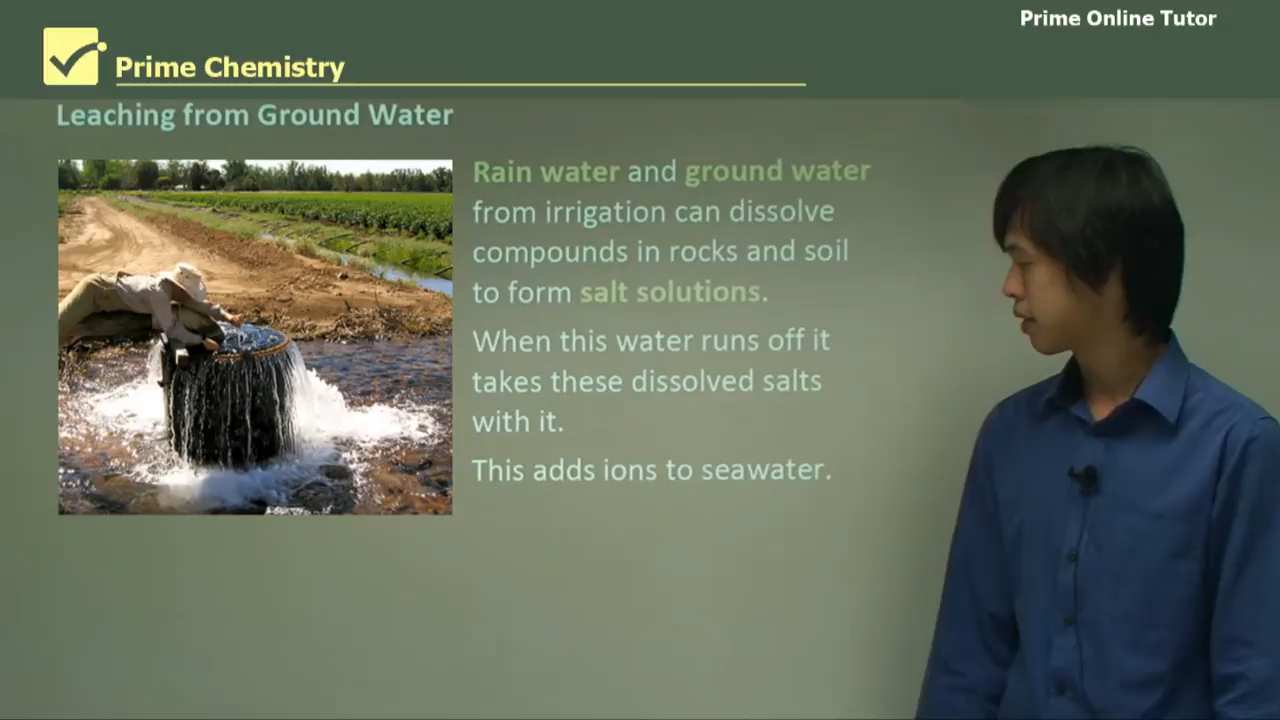 Prime Online Tutor
Prime Chemistry
Leaching from Ground Water
Rain water and ground water
from irrigation can dissolve
compounds in rocks and soil
to form salt solutions.
When this water runs off it
takes these dissolved salts
with it.
This adds ions to seawater.